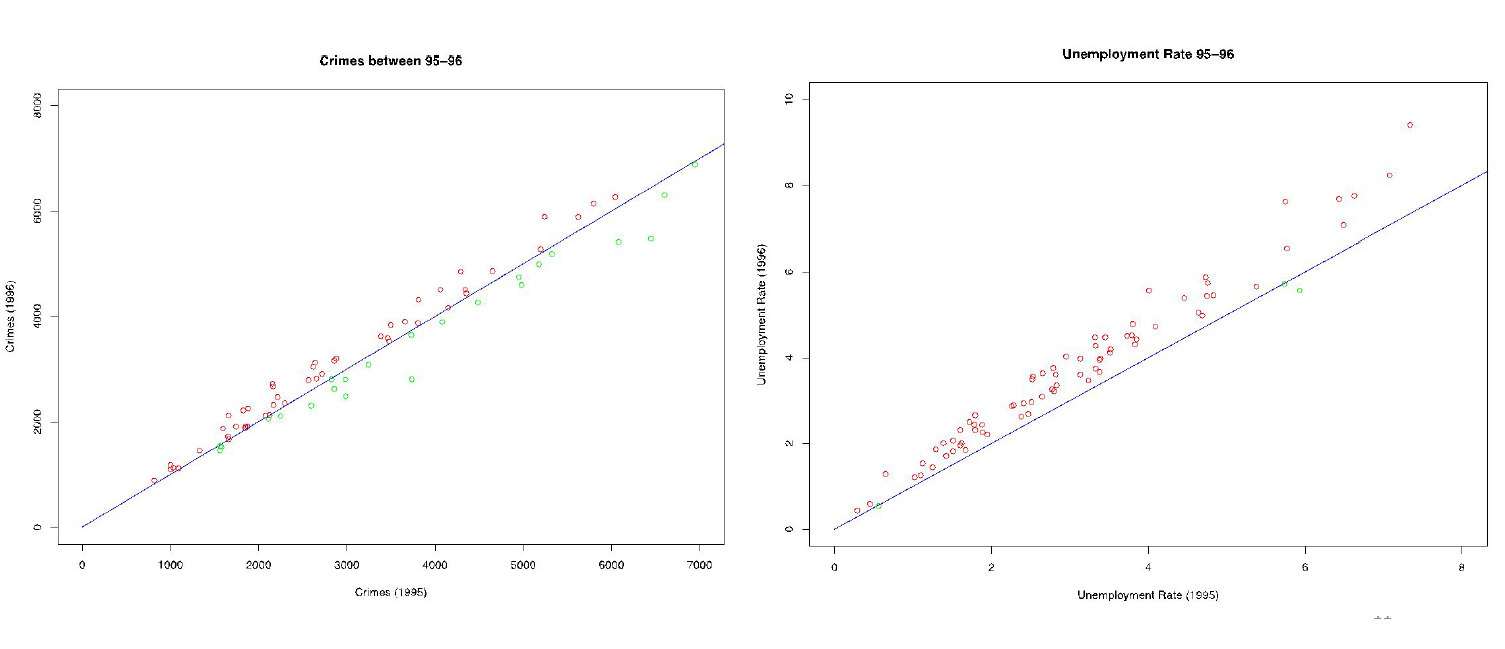 Crimes between 95–96
Crimes (1996)
8000
6000
4000
2000
0
0 1000 2000 3000 4000 5000 6000 7000
Crimes (1995)
Unemployment Rate 95–96
Unemployment Rate (1996)
10
8
6
4
2
0
0 2 4 6 8
Unemployment Rate (1995)